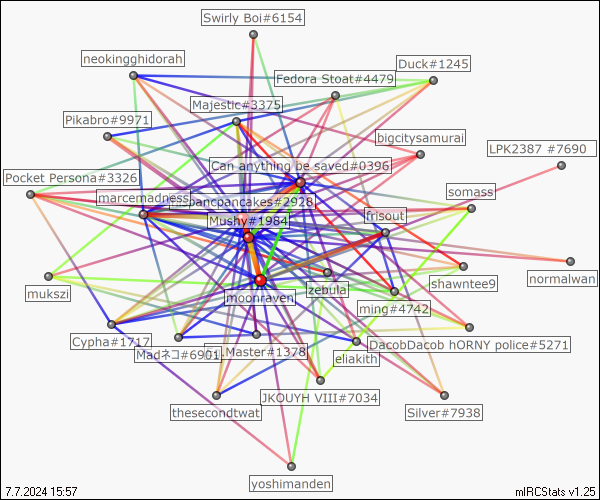 Swirly Boi#6154
neokingghidorah
Duck#1245
Fedora Stoat#4479
Majestic#3375
Pikabro#9971
bigcitysamurai
LPK2387 #7690
Can anything be saved#0396
Pocket Persona#3326
marcemadness
pancpancakes#2928
somass
Mushy#1984
frisout
normalwan
shawntee9
zebula
mukszi
moonraven
ming#4742
Cypha#1717
Madネコ#6901
.Master#1378
eliakith
DacobDacob hORNY police#5271
JKOUYH VIII#7034
thesecondtwat
Silver#7938
yoshimanden
7.7.2024 15:57
mIRCStats v1.25